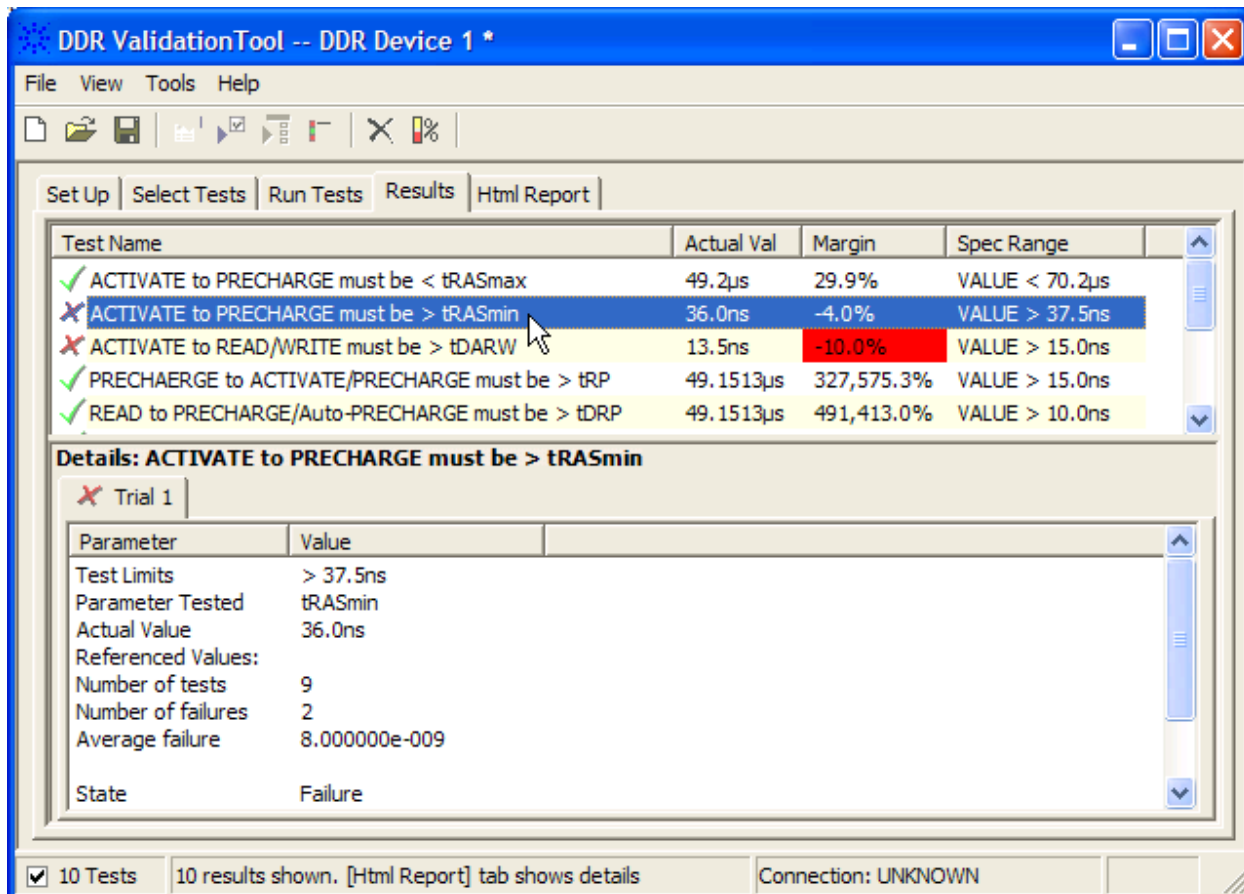 DDR ValidationTool -- DDR Device 1 *
File View Tools Help
Set Up Select Tests Run Tests Results Html Report
Test Name Actual Val Margin Spec Range
ACTIVATE to PRECHARGE must be < tRASmax 49.2µs 29.9% VALUE < 70.2µs
ACTIVATE to PRECHARGE must be > tRASmin 36.0ns -4.0% VALUE > 37.5ns
ACTIVATE to READ/WRITE must be > tDARW 13.5ns -10.0% VALUE > 15.0ns
PRECHAERGE to ACTIVATE/PRECHARGE must be > tRP 49.1513µs 327,575.3% VALUE > 15.0ns
READ to PRECHARGE/Auto-PRECHARGE must be > tDRP 49.1513µs 491,413.0% VALUE > 10.0ns
Details: ACTIVATE to PRECHARGE must be > tRASmin
Trial 1
Parameter Value
Test Limits > 37.5ns
Parameter Tested tRASmin
Actual Value 36.0ns
Referenced Values:
Number of tests 9
Number of failures 2
Average failure 8.000000e-009
State Failure
10 Tests 10 results shown. [Html Report] tab shows details Connection: UNKNOWN